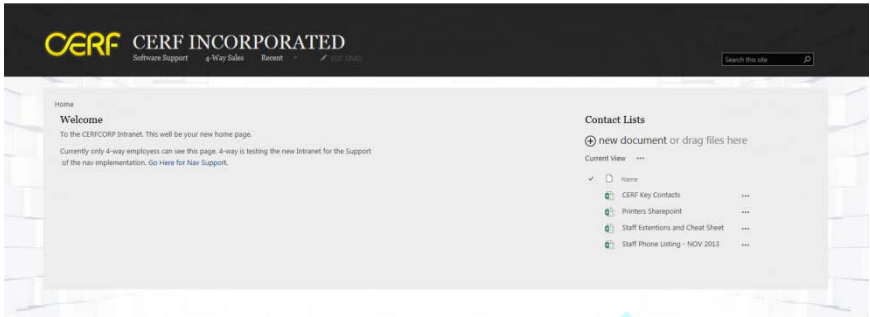 CERF
CERF INCORPORATED
Software Support 4-Way Sales Recent EDIT LINKS
Search this site
Home
Welcome
To the CERFCORP Intranet. This well be your new home page.
Currently only 4-way employess can see this page. 4-way is testing the new Intranet for the Support
of the nav implementation. Go Here for Nav Support.
Contact Lists
new document or drag files here
Current View ...
Name
CERF Key Contacts ...
Printers Sharepoint ...
Staff Extentions and Cheat Sheet ...
Staff Phone Listing - NOV 2013 ...